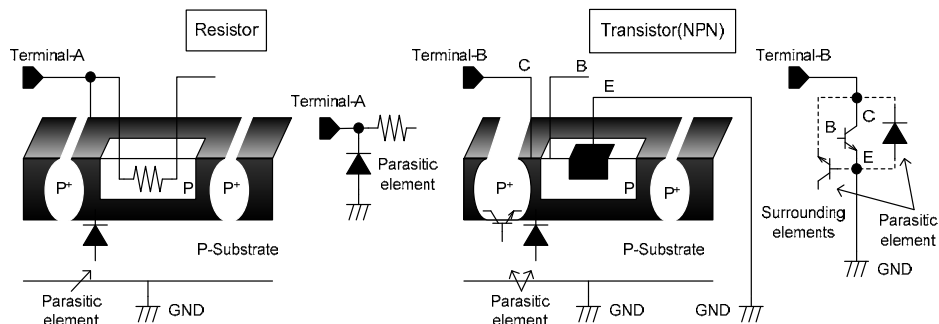 Resistor
Terminal-A
P+
P
P+
P-Substrate
Parasitic
element
GND
Terminal-A
Parasitic
element
Transistor(NPN)
Terminal-B
C
B
E
P+
P
P+
P-Substrate
Parasitic
element
GND
GND
Terminal-B
C
B
E
Surrounding
elements
Parasitic
element
GND